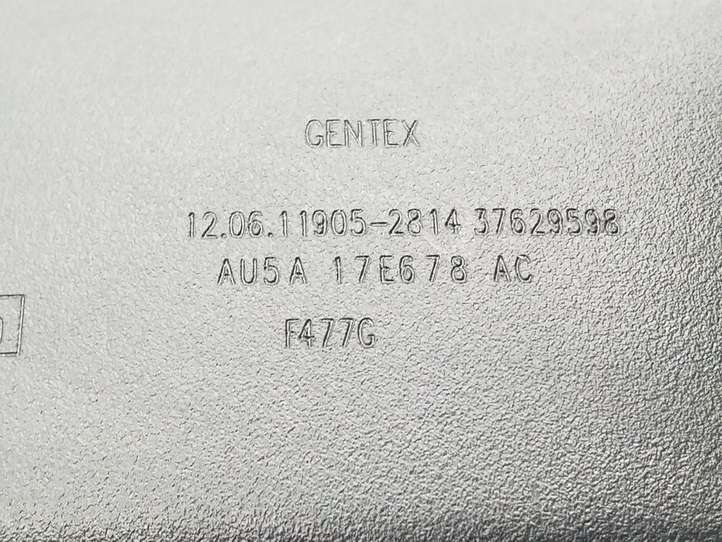 GENTEX
12.06.11905-2814 37629598
AU5A 17E678 AC
F477G